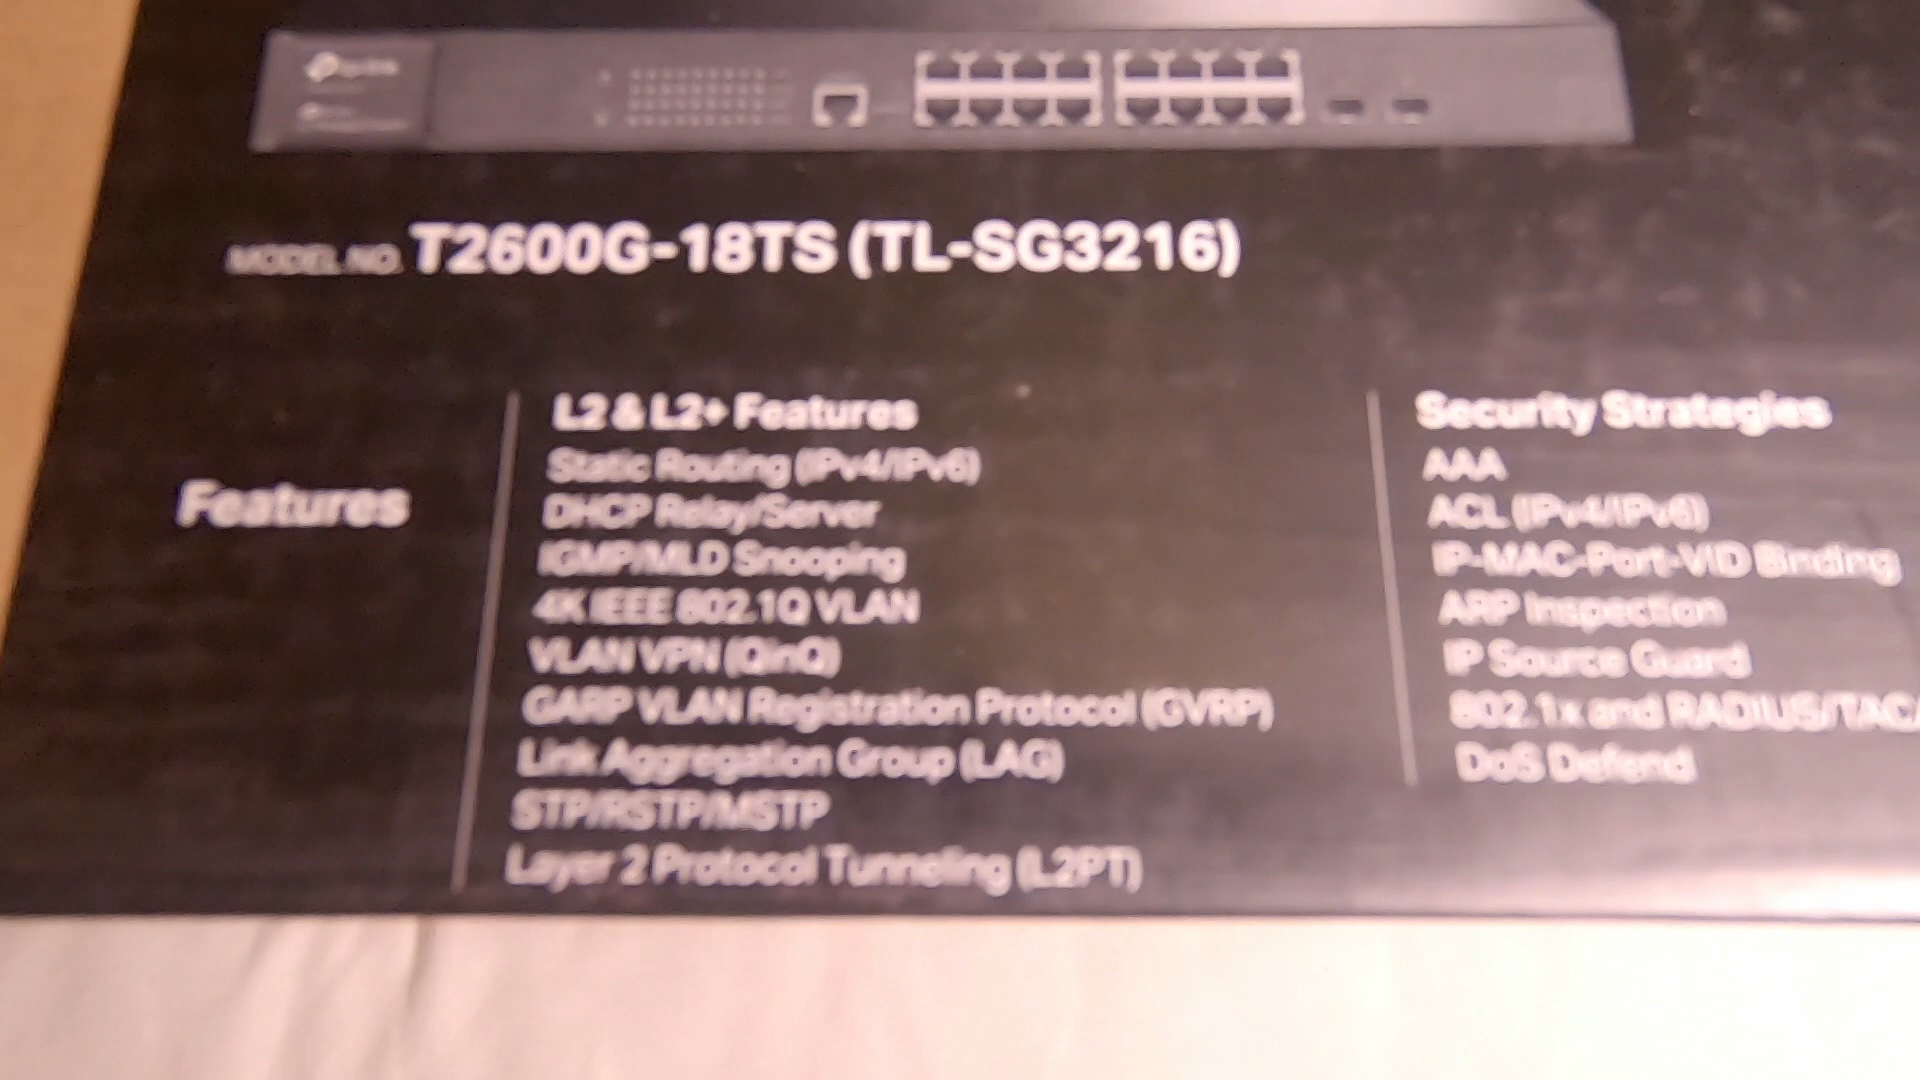 tp-link
MODEL NO. T2600G-18TS (TL-SG3216)
Features
L2 & L2+ Features
Static Routing (IPv4/IPv6)
DHCP Relay/Server
IGMP/MLD Snooping
4K IEEE 802.1Q VLAN
VLAN VPN (QinQ)
GARP VLAN Registration Protocol (GVRP)
Link Aggregation Group (LAG)
STP/RSTP/MSTP
Layer 2 Protocol Tunneling (L2PT)
Security Strategies
AAA
ACL (IPv4/IPv6)
IP-MAC-Port-VID Binding
ARP Inspection
IP Source Guard
802.1x and RADIUS/TACA
DoS Defend